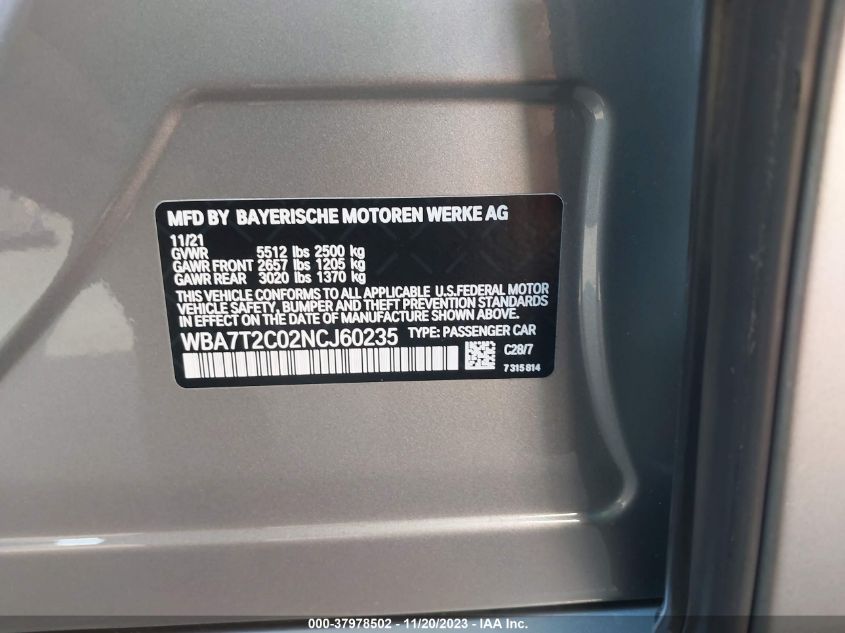 MFD BY BAYERISCHE MOTOREN WERKE AG
11/21
GVWR 5512 lbs 2500 kg
GAWR FRONT 2657 lbs 1205 kg
GAWR REAR 3020 lbs 1370 kg
THIS VEHICLE CONFORMS TO ALL APPLICABLE U.S.FEDERAL MOTOR
VEHICLE SAFETY, BUMPER AND THEFT PREVENTION STANDARDS
IN EFFECT ON THE DATE OF MANUFACTURE SHOWN ABOVE.
WBA7T2C02NCJ60235 TYPE: PASSENGER CAR
C28/7
7 315 814
000-37978502 - 11/20/2023 - IAA Inc.